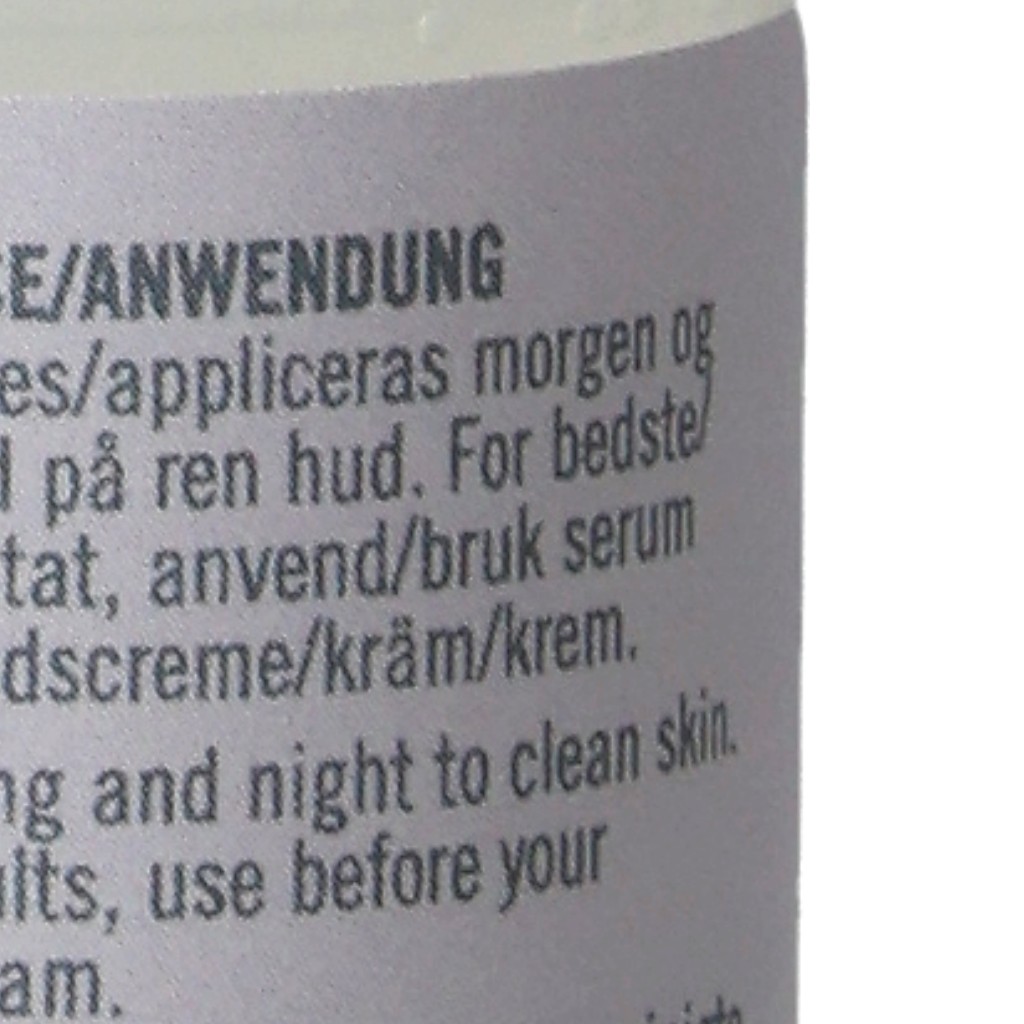 E/ANWENDUNG
es/appliceras morgen og
på ren hud. For bedste/
tat, anvend/bruk serum
dscreme/kräm/krem.
ng and night to clean skin.
ults, use before your
am.